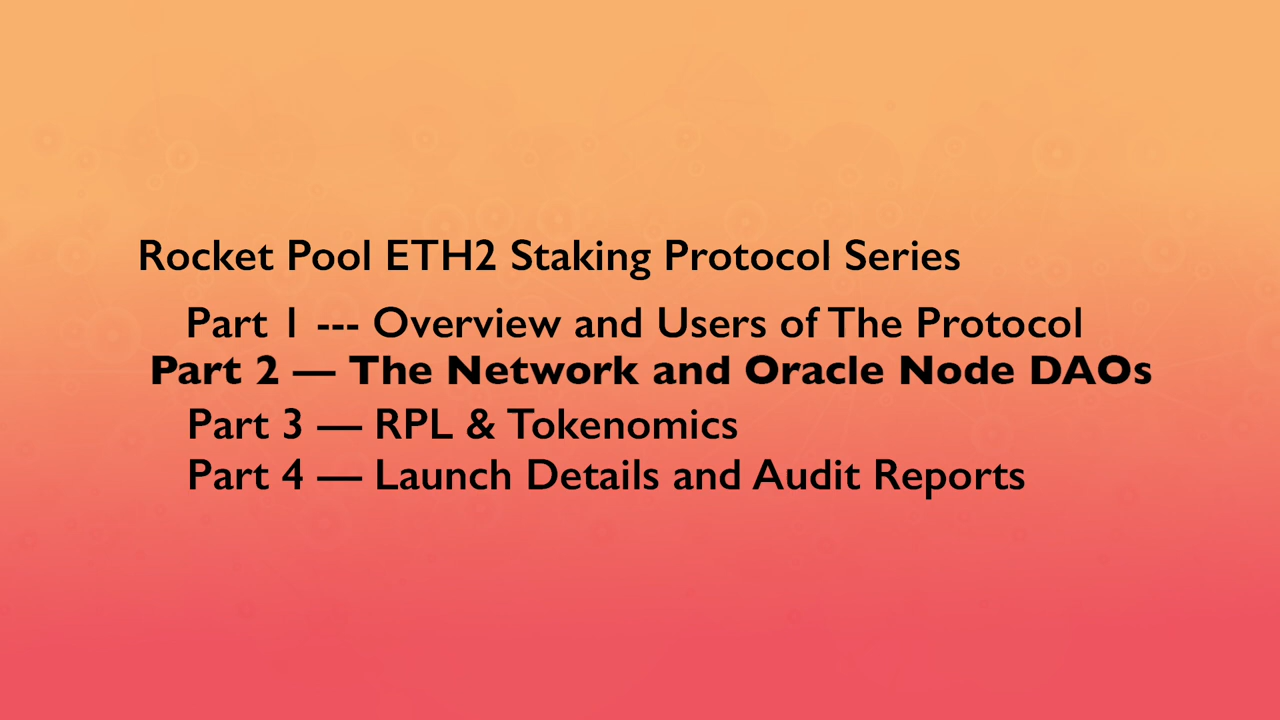 Rocket Pool ETH2 Staking Protocol Series
Part 1 --- Overview and Users of The Protocol
Part 2 — The Network and Oracle Node DAOs
Part 3 — RPL & Tokenomics
Part 4 — Launch Details and Audit Reports